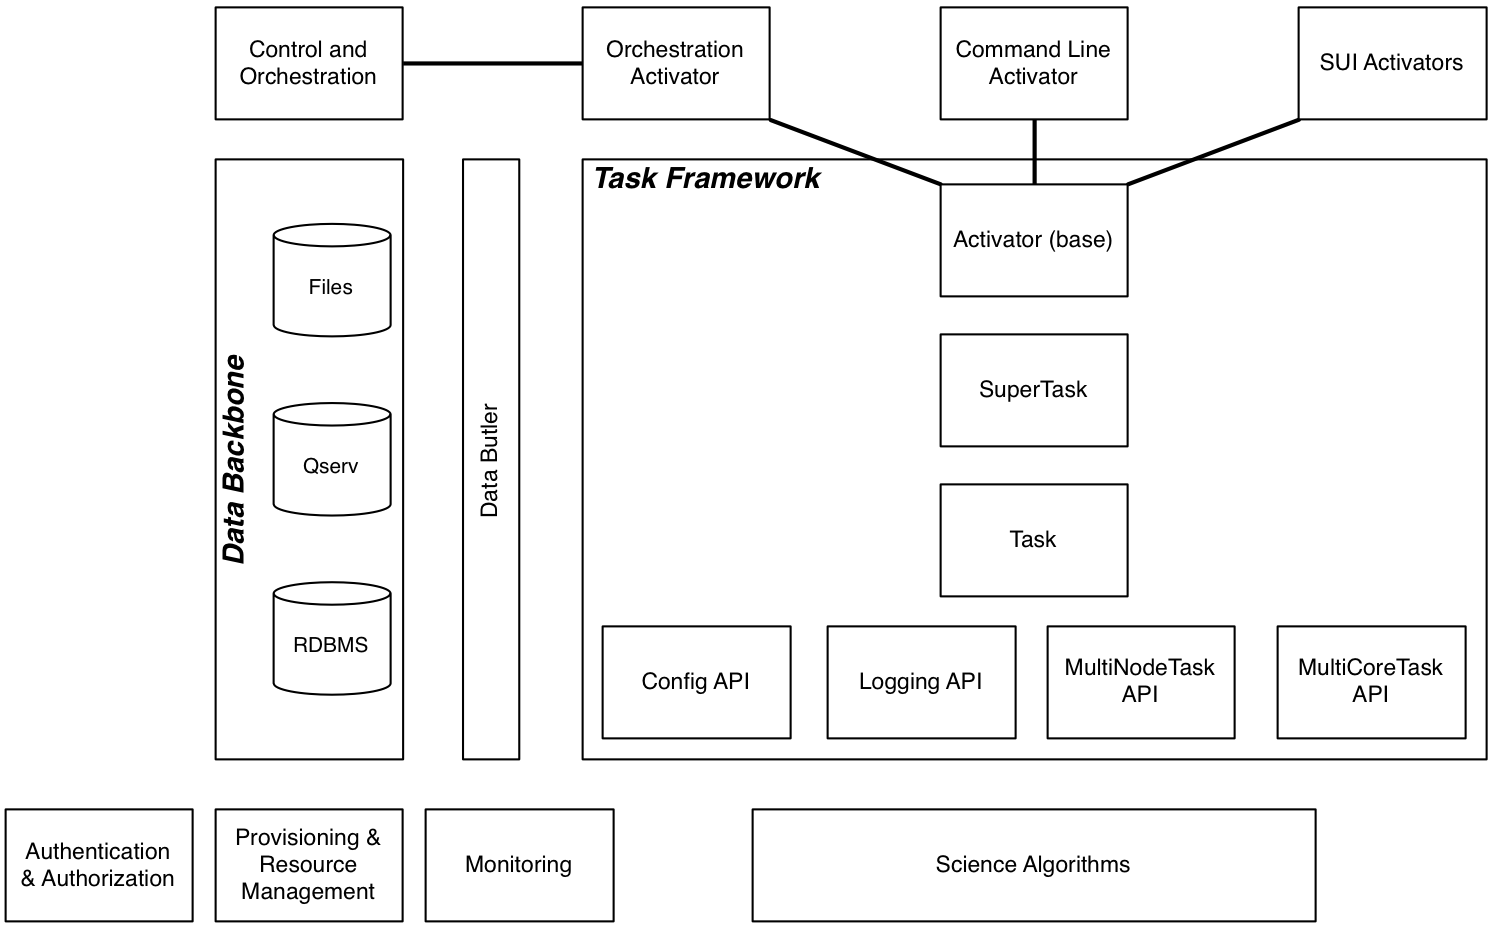 Control and
Orchestration
Orchestration
Activator
Command Line
Activator
SUI Activators
Task Framework
Activator (base)
Files
SuperTask
Data Backbone
Qserv
Data Butler
Task
RDBMS
Config API
Logging API
MultiNodeTask
API
MultiCoreTask
API
Authentication
& Authorization
Provisioning &
Resource
Management
Monitoring
Science Algorithms